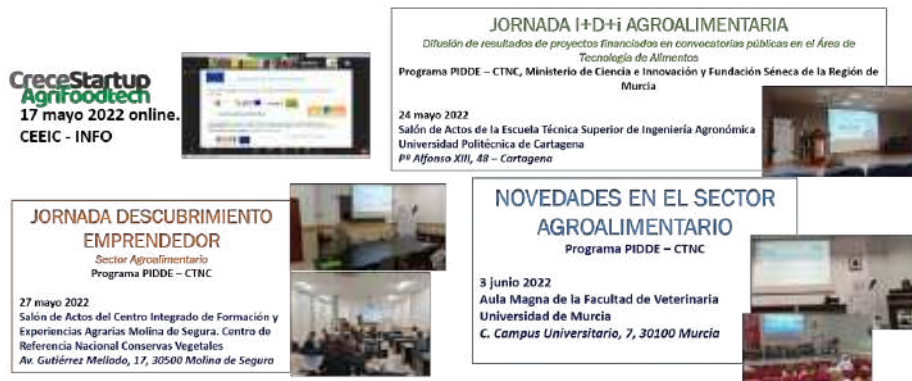 CreceStartup
AgriFoodtech
17 mayo 2022 online.
CEEIC - INFO
JORNADA I+D+i AGROALIMENTARIA
Difusión de resultados de proyectos financiados en convocatorias públicas en el Área de
Tecnología de Alimentos
Programa PIDDE – CTNC, Ministerio de Ciencia e Innovación y Fundación Séneca de la Región de
Murcia
24 mayo 2022
Salón de Actos de la Escuela Técnica Superior de Ingeniería Agronómica
Universidad Politécnica de Cartagena
Pº Alfonso XIII, 48 – Cartagena
JORNADA DESCUBRIMIENTO
EMPRENDEDOR
Sector Agroalimentario
Programa PIDDE – CTNC
27 mayo 2022
Salón de Actos del Centro Integrado de Formación y
Experiencias Agrarias Molina de Segura. Centro de
Referencia Nacional Conservas Vegetales
Av. Gutiérrez Mellado, 17, 30500 Molina de Segura
NOVEDADES EN EL SECTOR
AGROALIMENTARIO
Programa PIDDE – CTNC
3 junio 2022
Aula Magna de la Facultad de Veterinaria
Universidad de Murcia
C. Campus Universitario, 7, 30100 Murcia